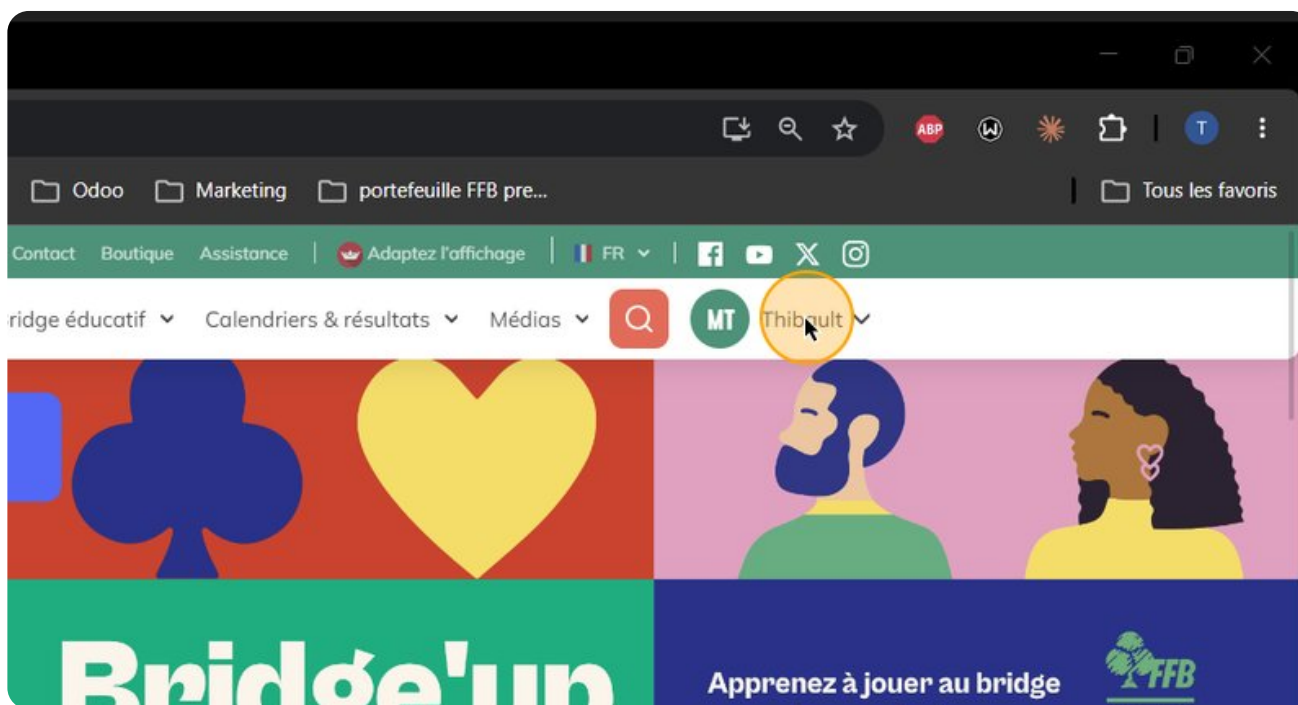 ABP
T
Odoo Marketing portefeuille FFB pre... Tous les favoris
Contact Boutique Assistance Adaptez l'affichage FR
ridge éducatif Calendriers & résultats Médias MT Thibault
Bridge'up
Apprenez à jouer au bridge
FFB